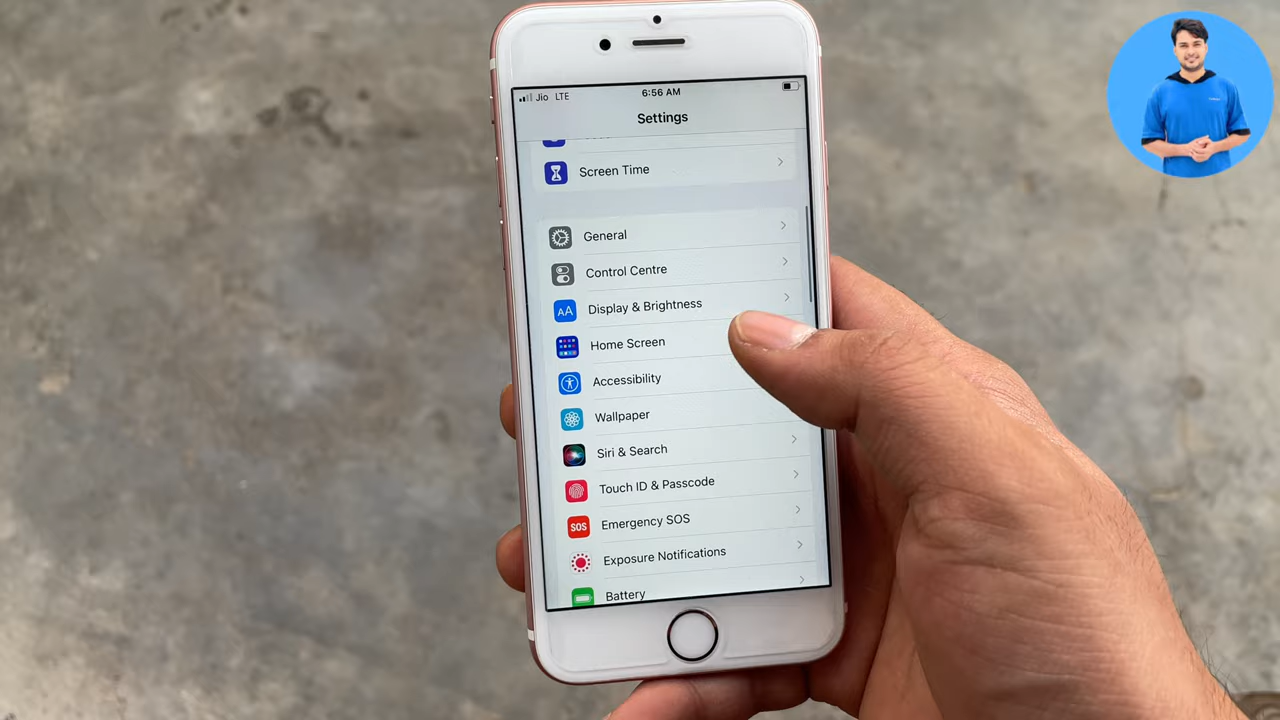 Jio LTE
6:56 AM
Settings
Screen Time
General
Control Centre
AA
Display & Brightness
Home Screen
Accessibility
Wallpaper
Siri & Search
Touch ID & Passcode
SOS
Emergency SOS
Exposure Notifications
Battery